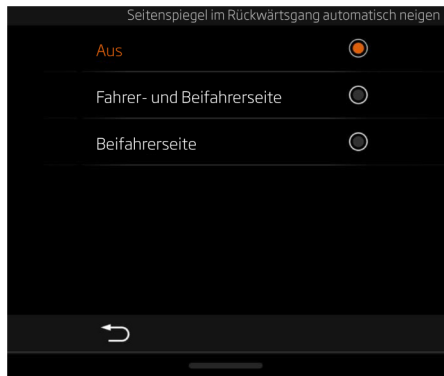 Seitenspiegel im Rückwärtsgang automatisch neigen
Aus
Fahrer- und Beifahrerseite
Beifahrerseite